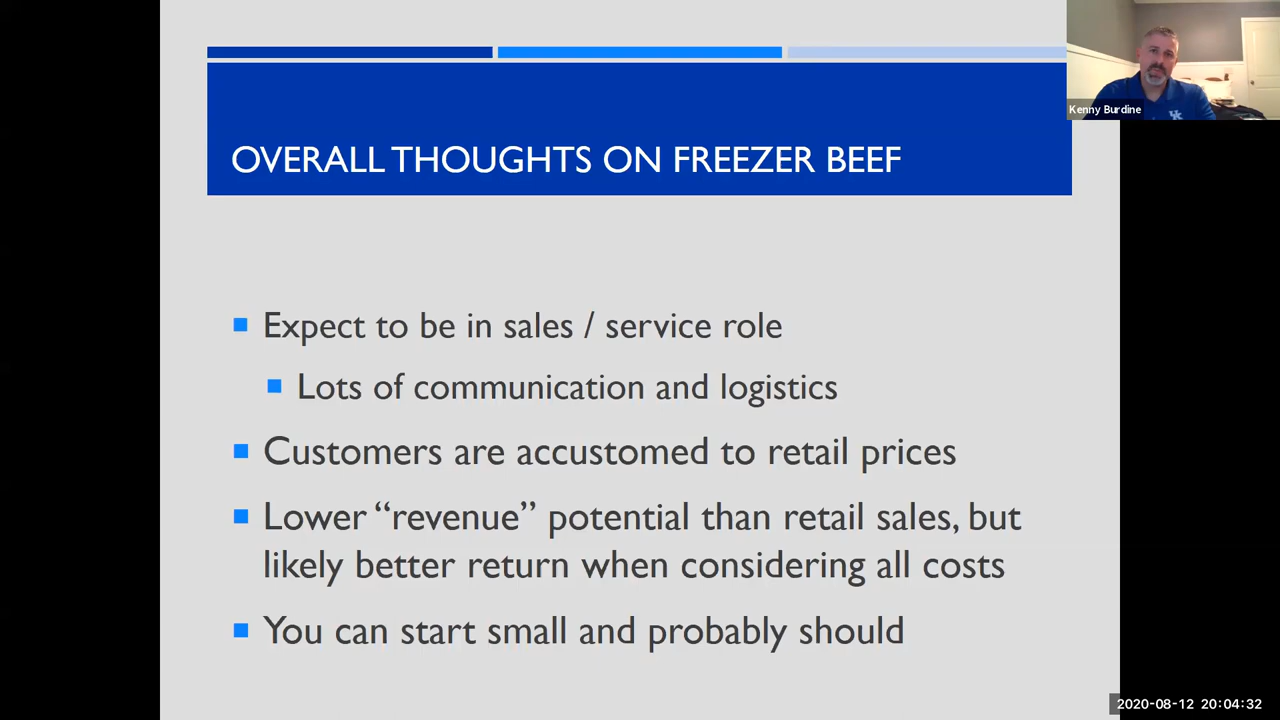 Kenny Burdine
UK
OVERALL THOUGHTS ON FREEZER BEEF
Expect to be in sales / service role
Lots of communication and logistics
Customers are accustomed to retail prices
Lower “revenue” potential than retail sales, but
likely better return when considering all costs
You can start small and probably should
2020-08-12 20:04:32